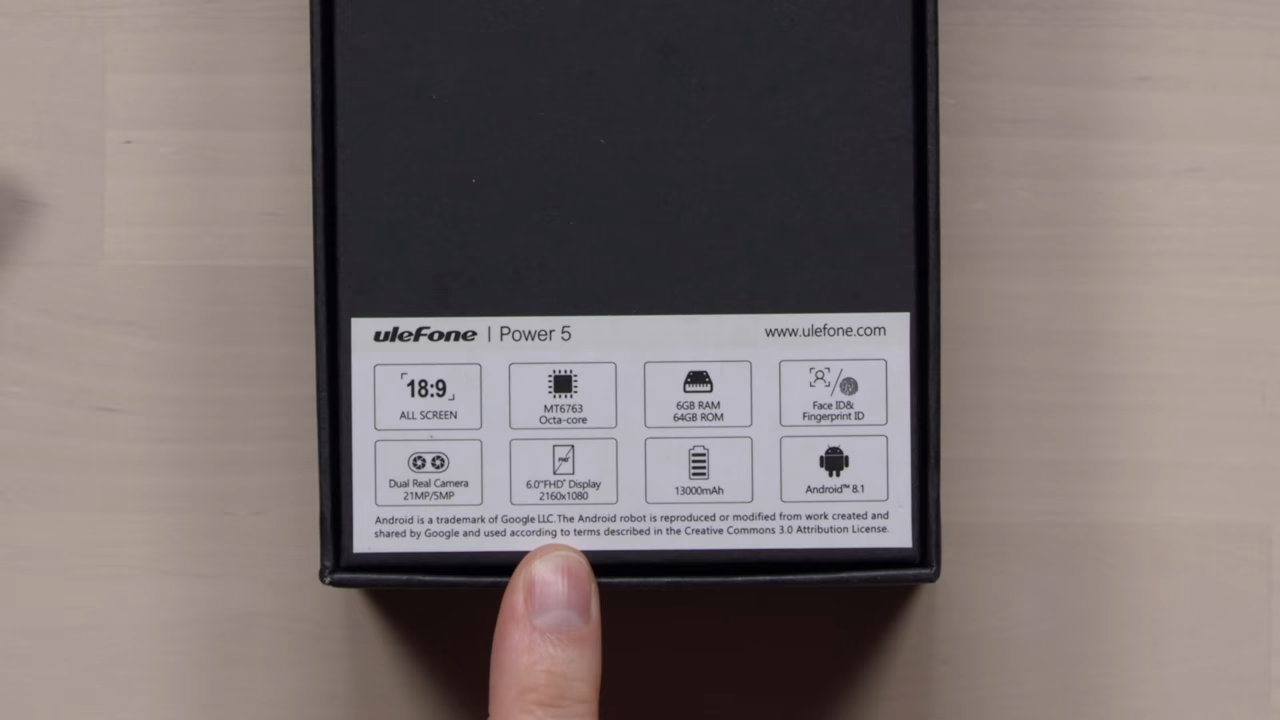 uleFone | Power 5
www.ulefone.com
18:9
ALL SCREEN
MT6763
Octa-core
6GB RAM
64GB ROM
Face ID&
Fingerprint ID
Dual Real Camera
21MP/5MP
FHD+
6.0"FHD+ Display
2160x1080
13000mAh
Android™ 8.1
Android is a trademark of Google LLC.The Android robot is reproduced or modified from work created and
shared by Google and used according to terms described in the Creative Commons 3.0 Attribution License.